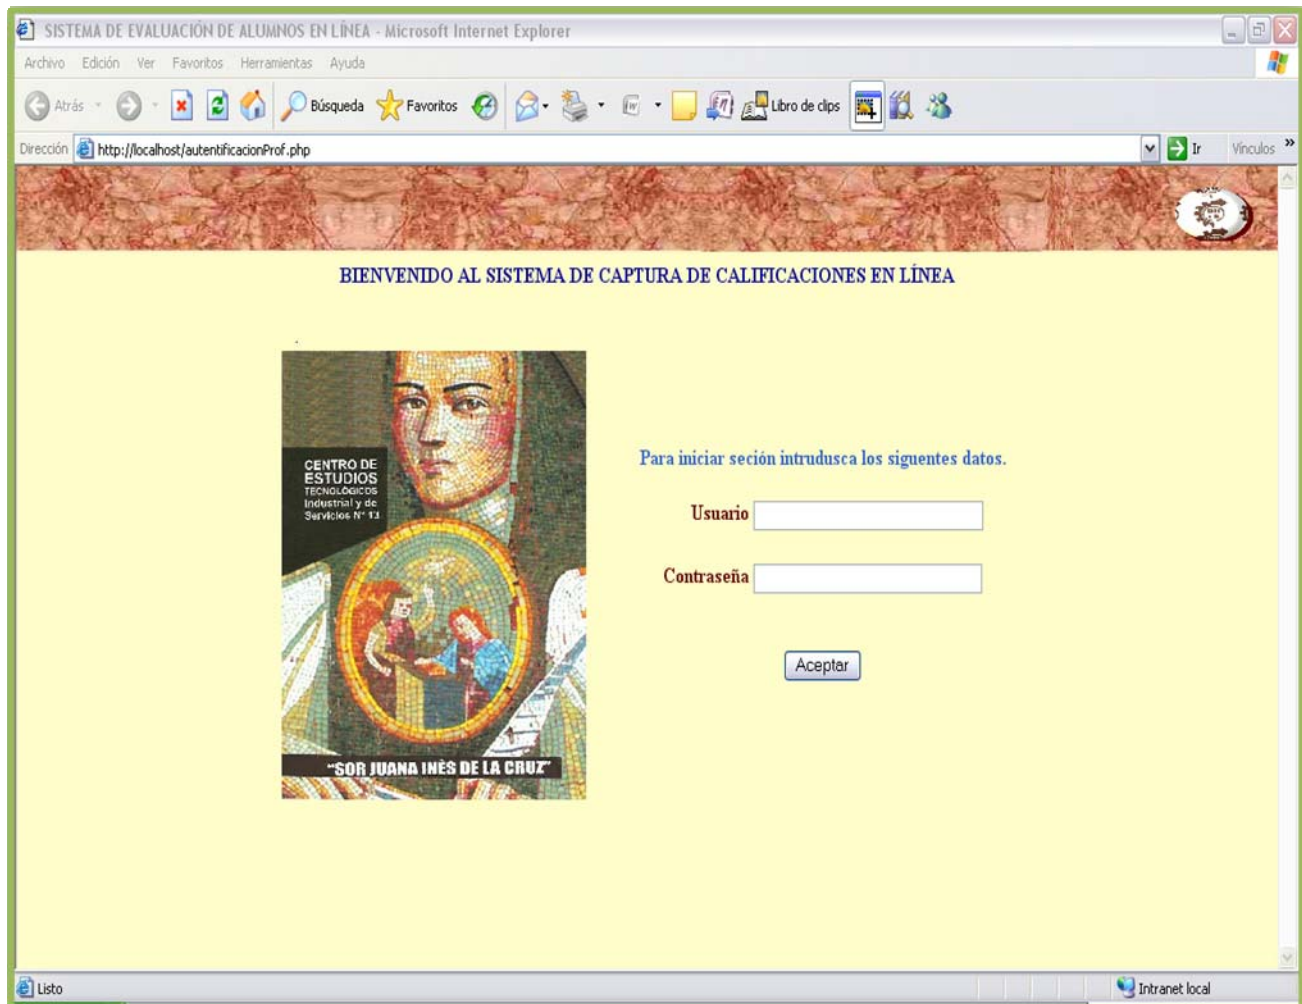 SISTEMA DE EVALUACIÓN DE ALUMNOS EN LÍNEA - Microsoft Internet Explorer
Archivo Edición Ver Favoritos Herramientas Ayuda
Atrás Búsqueda Favoritos Libro de clips
Dirección http://localhost/autentificacionProf.php Ir Vínculos »
BIENVENIDO AL SISTEMA DE CAPTURA DE CALIFICACIONES EN LÍNEA
CENTRO DE
ESTUDIOS
TECNOLÓGICOS
Industrial y de
Servicios Nº 13
"SOR JUANA INÈS DE LA CRUZ"
Para iniciar seción intrudusca los siguentes datos.
Usuario
Contraseña
Aceptar
Listo Intranet local